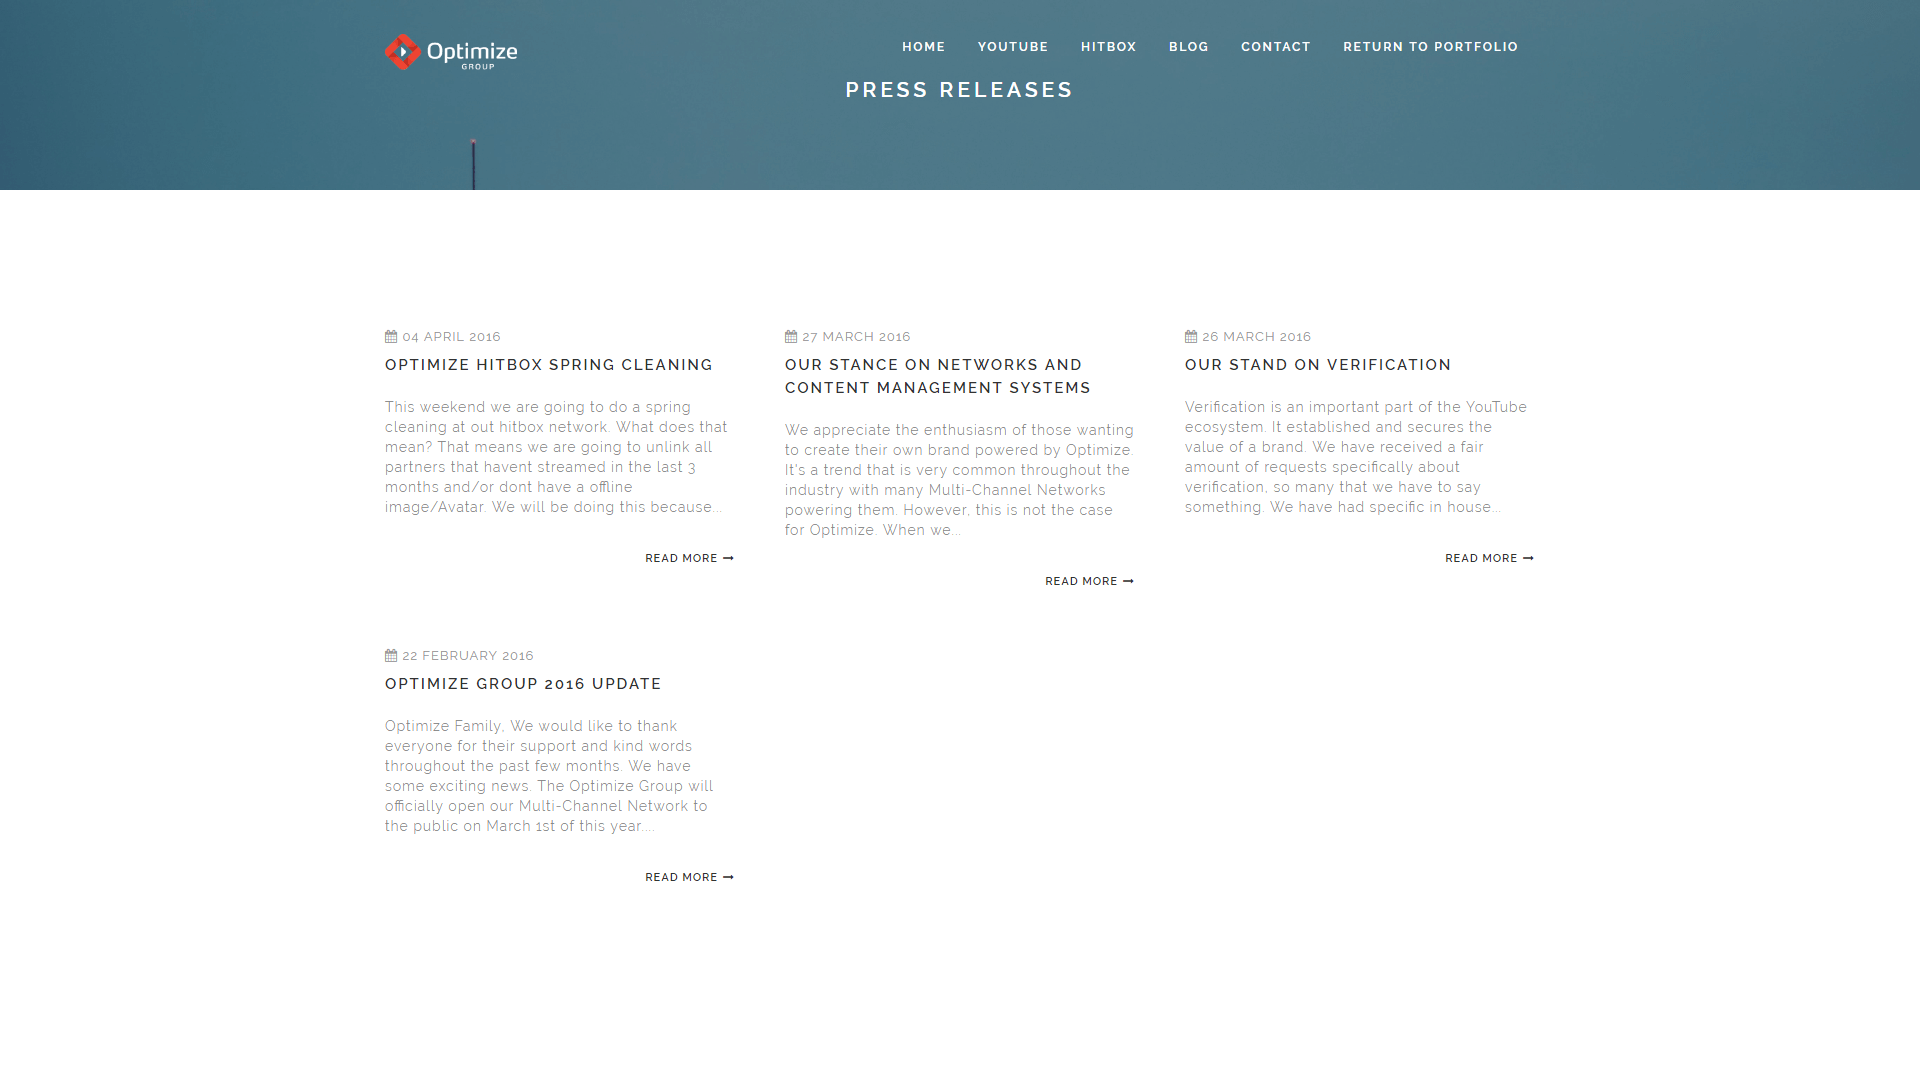 Optimize
GROUP
HOME YOUTUBE HITBOX BLOG CONTACT RETURN TO PORTFOLIO
PRESS RELEASES
04 APRIL 2016
OPTIMIZE HITBOX SPRING CLEANING
This weekend we are going to do a spring
cleaning at out hitbox network. What does that
mean? That means we are going to unlink all
partners that havent streamed in the last 3
months and/or dont have a offline
image/Avatar. We will be doing this because...
READ MORE
27 MARCH 2016
OUR STANCE ON NETWORKS AND
CONTENT MANAGEMENT SYSTEMS
We appreciate the enthusiasm of those wanting
to create their own brand powered by Optimize.
It's a trend that is very common throughout the
industry with many Multi-Channel Networks
powering them. However, this is not the case
for Optimize. When we...
READ MORE
26 MARCH 2016
OUR STAND ON VERIFICATION
Verification is an important part of the YouTube
ecosystem. It established and secures the
value of a brand. We have received a fair
amount of requests specifically about
verification, so many that we have to say
something. We have had specific in house...
READ MORE
22 FEBRUARY 2016
OPTIMIZE GROUP 2016 UPDATE
Optimize Family, We would like to thank
everyone for their support and kind words
throughout the past few months. We have
some exciting news. The Optimize Group will
officially open our Multi-Channel Network to
the public on March 1st of this year....
READ MORE